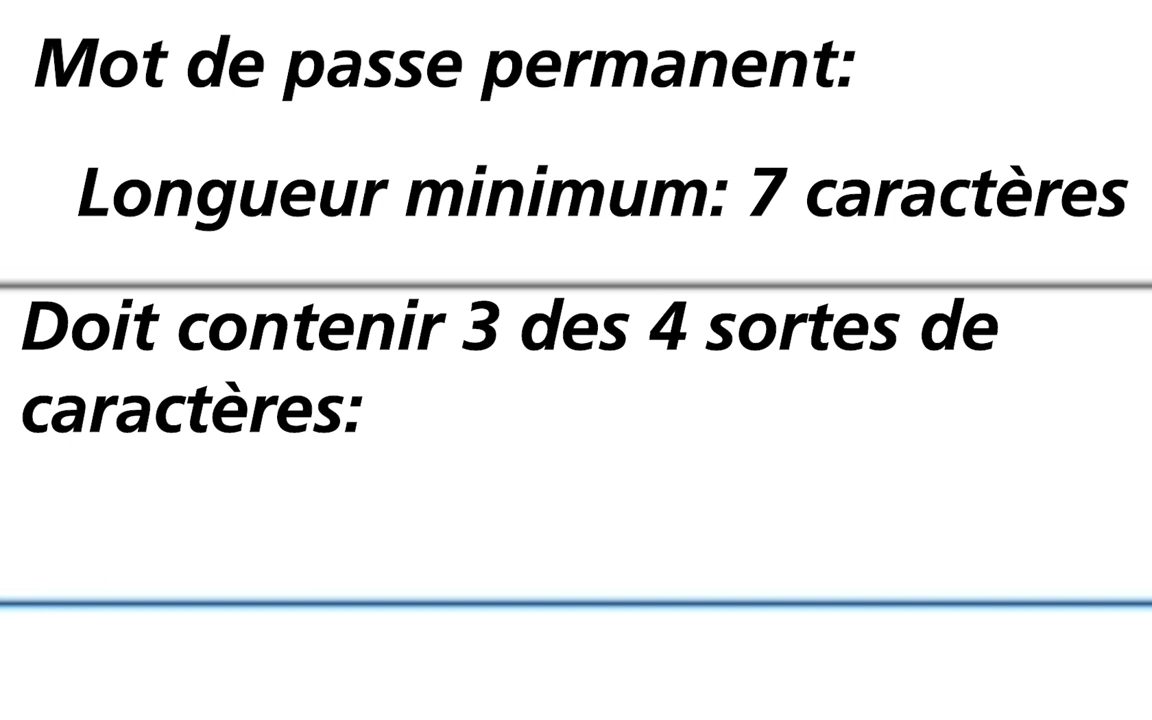 Mot de passe permanent:
Longueur minimum: 7 caractères
Doit contenir 3 des 4 sortes de
caractères: